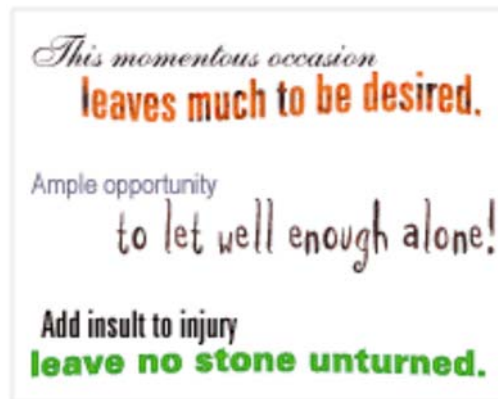 This momentous occasion
leaves much to be desired.
Ample opportunity
to let well enough alone!
Add insult to injury
leave no stone unturned.